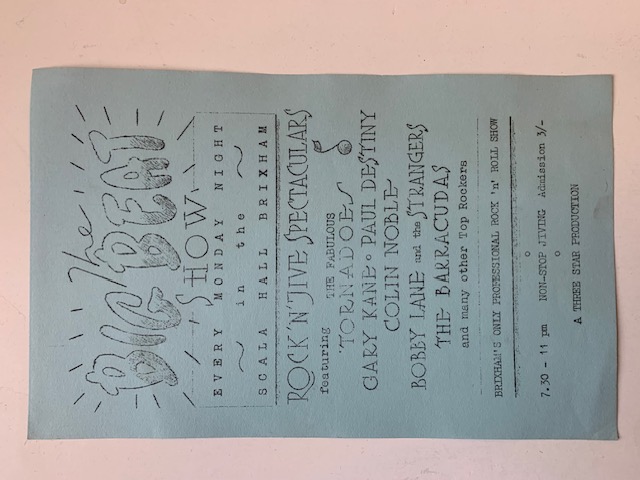 The
BIG BEAT
SHOW
EVERY MONDAY NIGHT
in the
SCALA HALL BRIXHAM
ROCK 'N' JIVE SPECTACULARS
featuring THE FABULOUS
'TORNADOES
GARY KANE • PAUL DESTINY
COLIN NOBLE
BOBBY LANE and the STRANGERS
THE BARRACUDAS
and many other Top Rockers
BRIXHAM'S ONLY PROFESSIONAL ROCK 'n' ROLL SHOW
7.30 - 11 pm NON-STOP JIVING Admission 3/-
A THREE STAR PRODUCTION